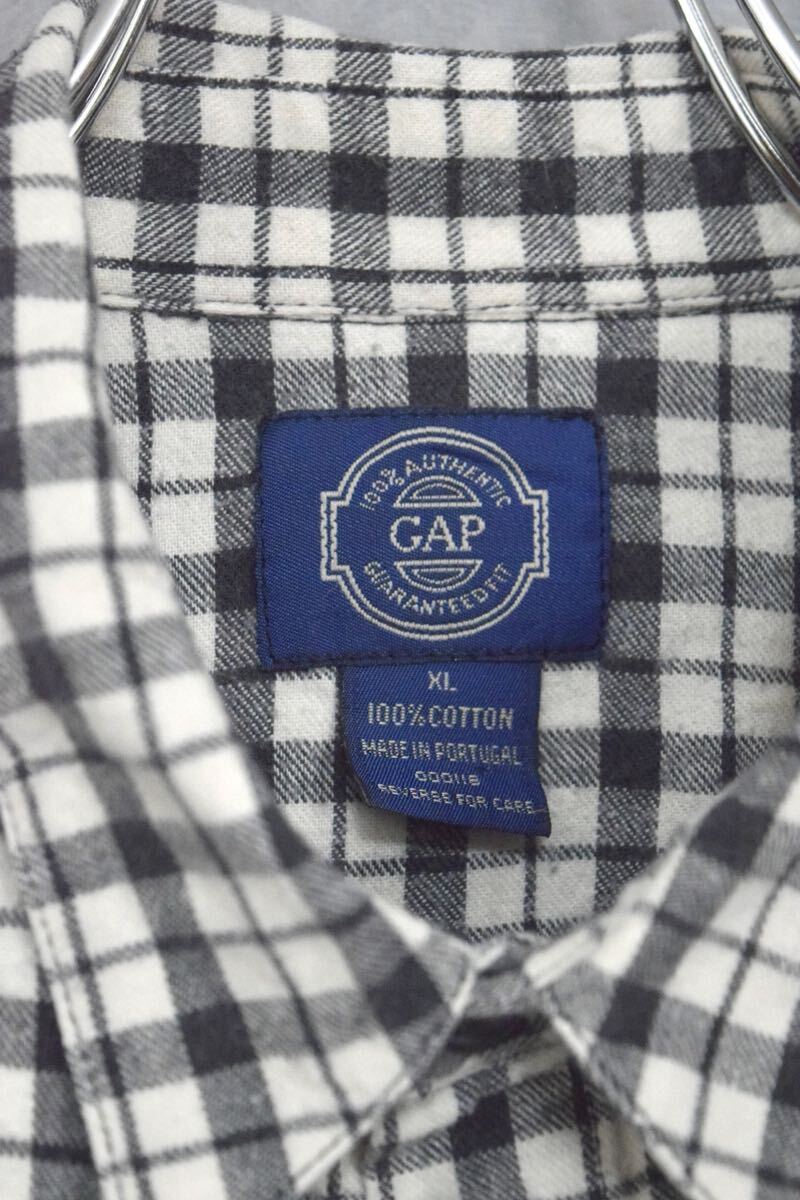 100% AUTHENTIC
GAP
GUARANTEED FIT
XL
100% COTTON
MADE IN PORTUGAL
000118
REVERSE FOR CARE